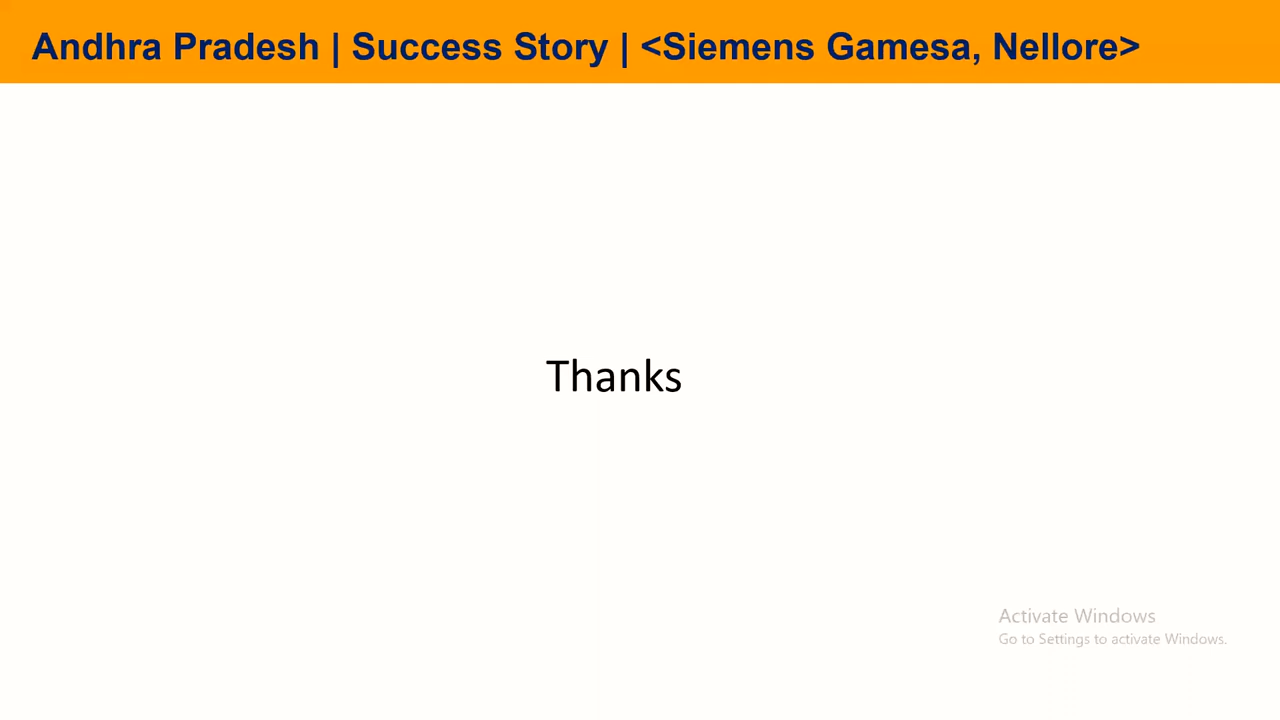 Andhra Pradesh | Success Story | <Siemens Gamesa, Nellore>
Thanks
Activate Windows
Go to Settings to activate Windows.